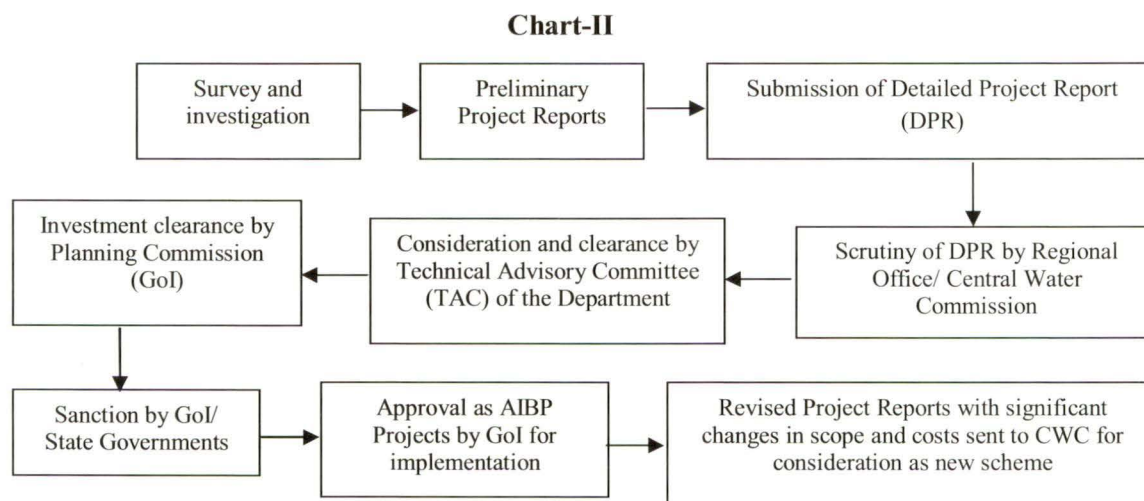 Chart-II
Survey and
investigation
Preliminary
Project Reports
Submission of Detailed Project Report
(DPR)
Scrutiny of DPR by Regional
Office/ Central Water
Commission
Consideration and clearance by
Technical Advisory Committee
(TAC) of the Department
Investment clearance by
Planning Commission
(GoI)
Sanction by GoI/
State Governments
Approval as AIBP
Projects by GoI for
implementation
Revised Project Reports with significant
changes in scope and costs sent to CWC for
consideration as new scheme